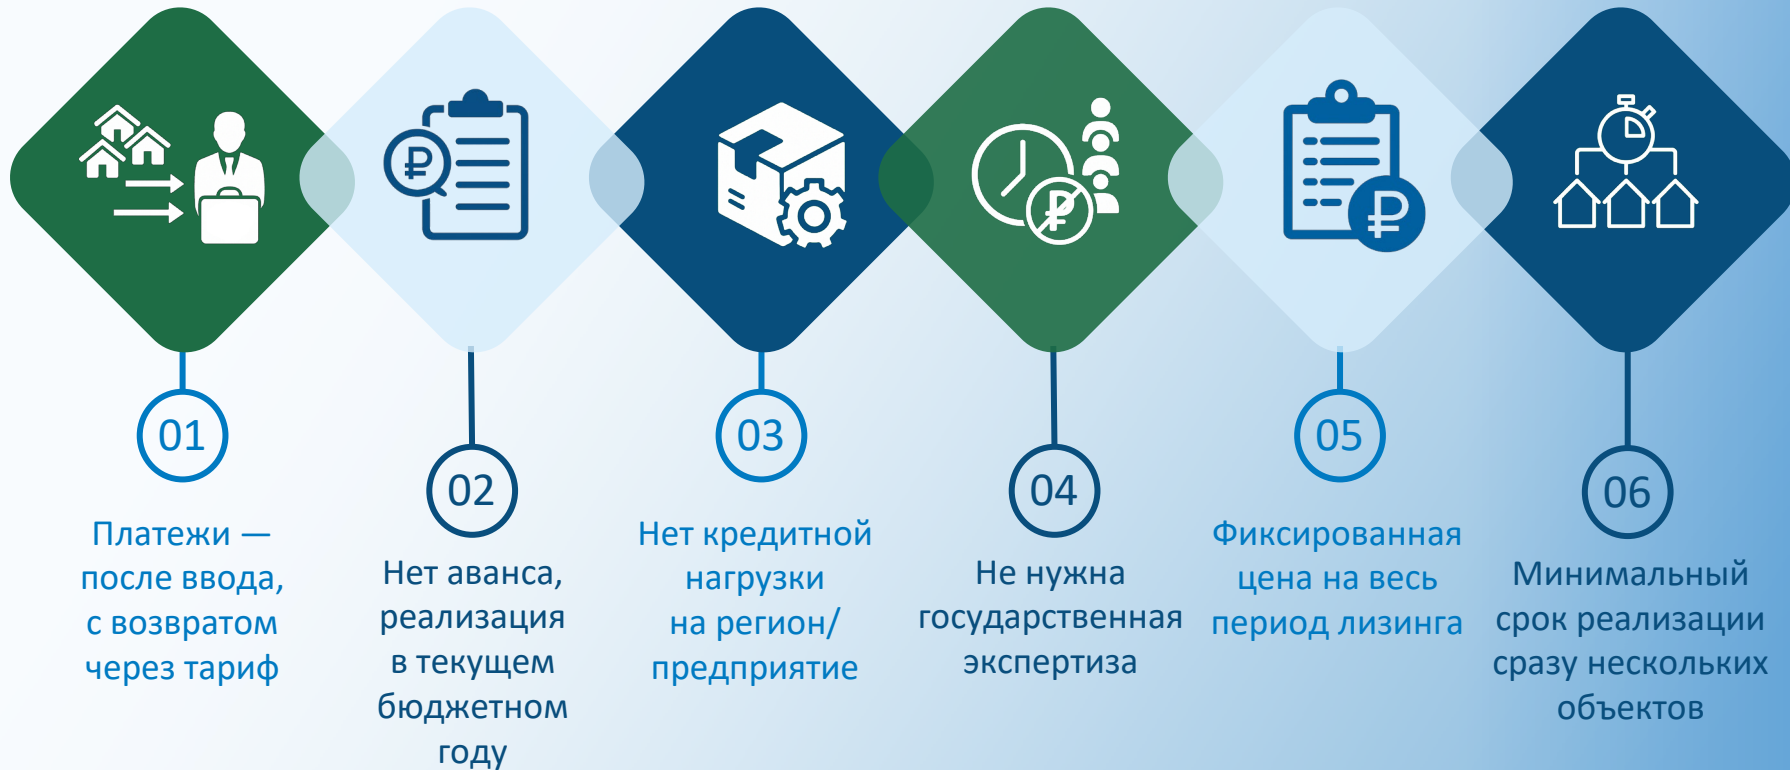 01
Платежи —
после ввода,
с возвратом
через тариф
02
Нет аванса,
реализация
в текущем
бюджетном
году
03
Нет кредитной
нагрузки
на регион/
предприятие
04
Не нужна
государственная
экспертиза
05
Фиксированная
цена на весь
период лизинга
06
Минимальный
срок реализации
сразу нескольких
объектов